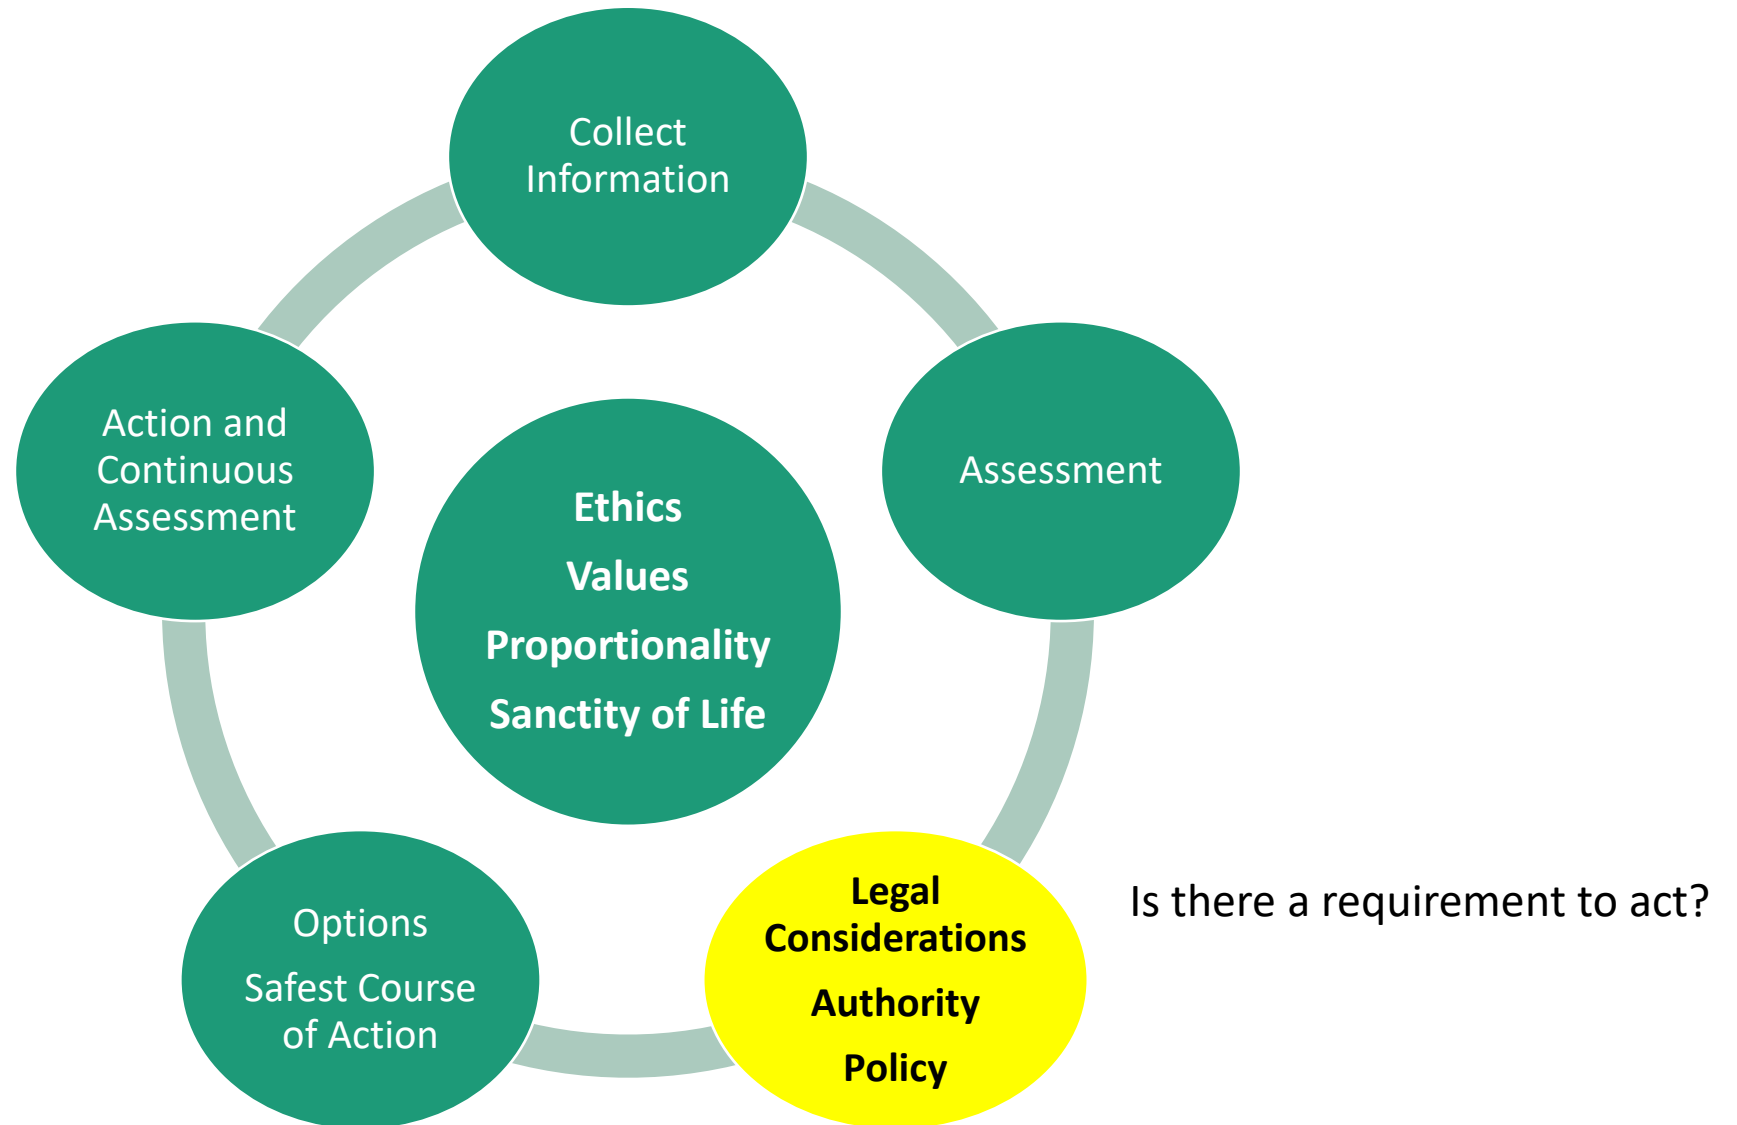 Collect
Information
Assessment
Legal
Considerations
Authority
Policy
Is there a requirement to act?
Options
Safest Course
of Action
Action and
Continuous
Assessment
Ethics
Values
Proportionality
Sanctity of Life